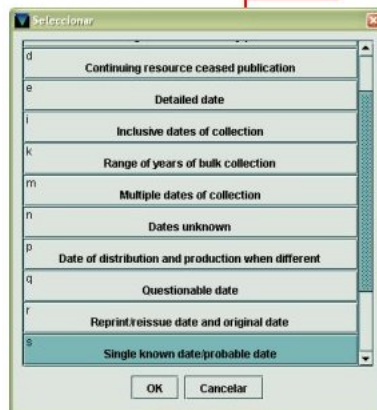 Seleccionar
d
Continuing resource ceased publication
e
Detailed date
i
Inclusive dates of collection
k
Range of years of bulk collection
m
Multiple dates of collection
n
Dates unknown
p
Date of distribution and production when different
q
Questionable date
r
Reprint/reissue date and original date
s
Single known date/probable date
OK Cancelar